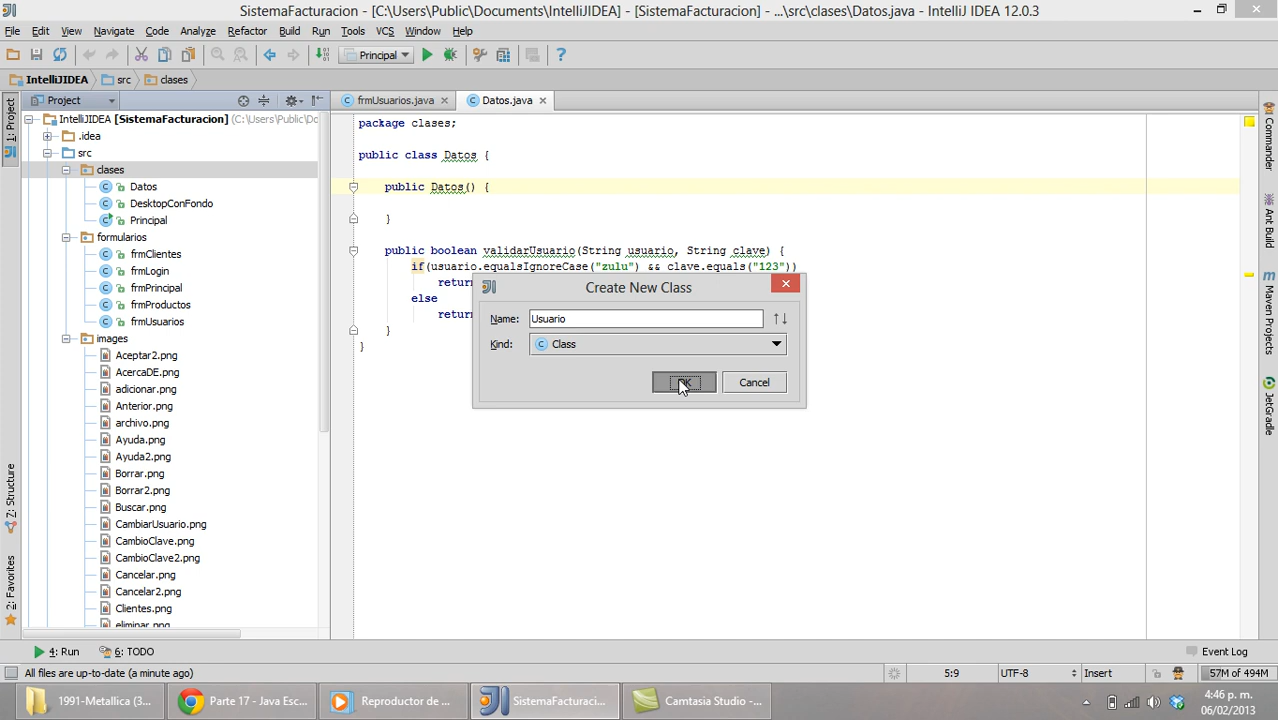 SistemaFacturacion - [C:\Users\Public\Documents\IntelliJIDEA] - [SistemaFacturacion] - ...\src\clases\Datos.java - IntelliJ IDEA 12.0.3
File Edit View Navigate Code Analyze Refactor Build Run Tools VCS Window Help
Principal
IntelliJIDEA src clases
Project
frmUsuarios.java Datos.java
1: Project
IntelliJIDEA [SistemaFacturacion] (C:\Users\Public\Do
.idea
src
clases
Datos
DesktopConFondo
Principal
formularios
frmClientes
frmLogin
frmPrincipal
frmProductos
frmUsuarios
images
Aceptar2.png
AcercaDE.png
adicionar.png
Anterior.png
archivo.png
Ayuda.png
Ayuda2.png
Borrar.png
Borrar2.png
Buscar.png
CambiarUsuario.png
CambioClave.png
CambioClave2.png
Cancelar.png
Cancelar2.png
Clientes.png
eliminar.png
Z: Structure
2: Favorites
package clases;
public class Datos {
public Datos() {
}
public boolean validarUsuario(String usuario, String clave) {
if(usuario.equalsIgnoreCase("zulu") && clave.equals("123"))
retur
else
retur
}
}
Create New Class
Name: Usuario
Kind: Class
OK Cancel
Commander
Ant Build
Maven Projects
JetGradle
4: Run 6: TODO Event Log
All files are up-to-date (a minute ago) 5:9 UTF-8 Insert 57M of 494M
1991-Metallica (3... Parte 17 - Java Esc... Reproductor de ... SistemaFacturaci... Camtasia Studio -...
4:46 p. m.
06/02/2013